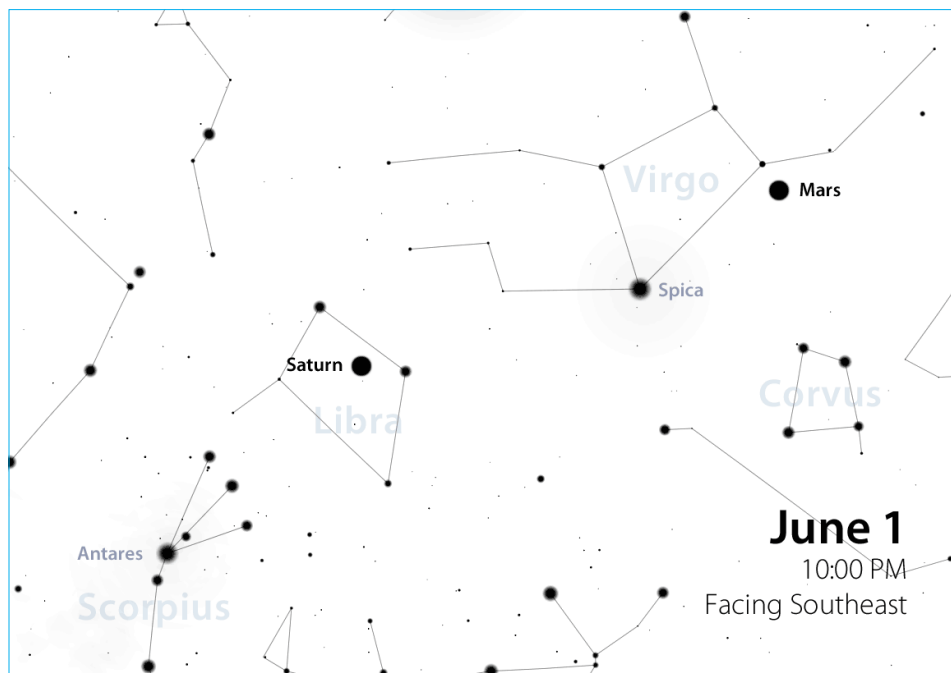 Virgo
Mars
Spica
Saturn
Libra
Corvus
June 1
10:00 PM
Facing Southeast
Antares
Scorpius